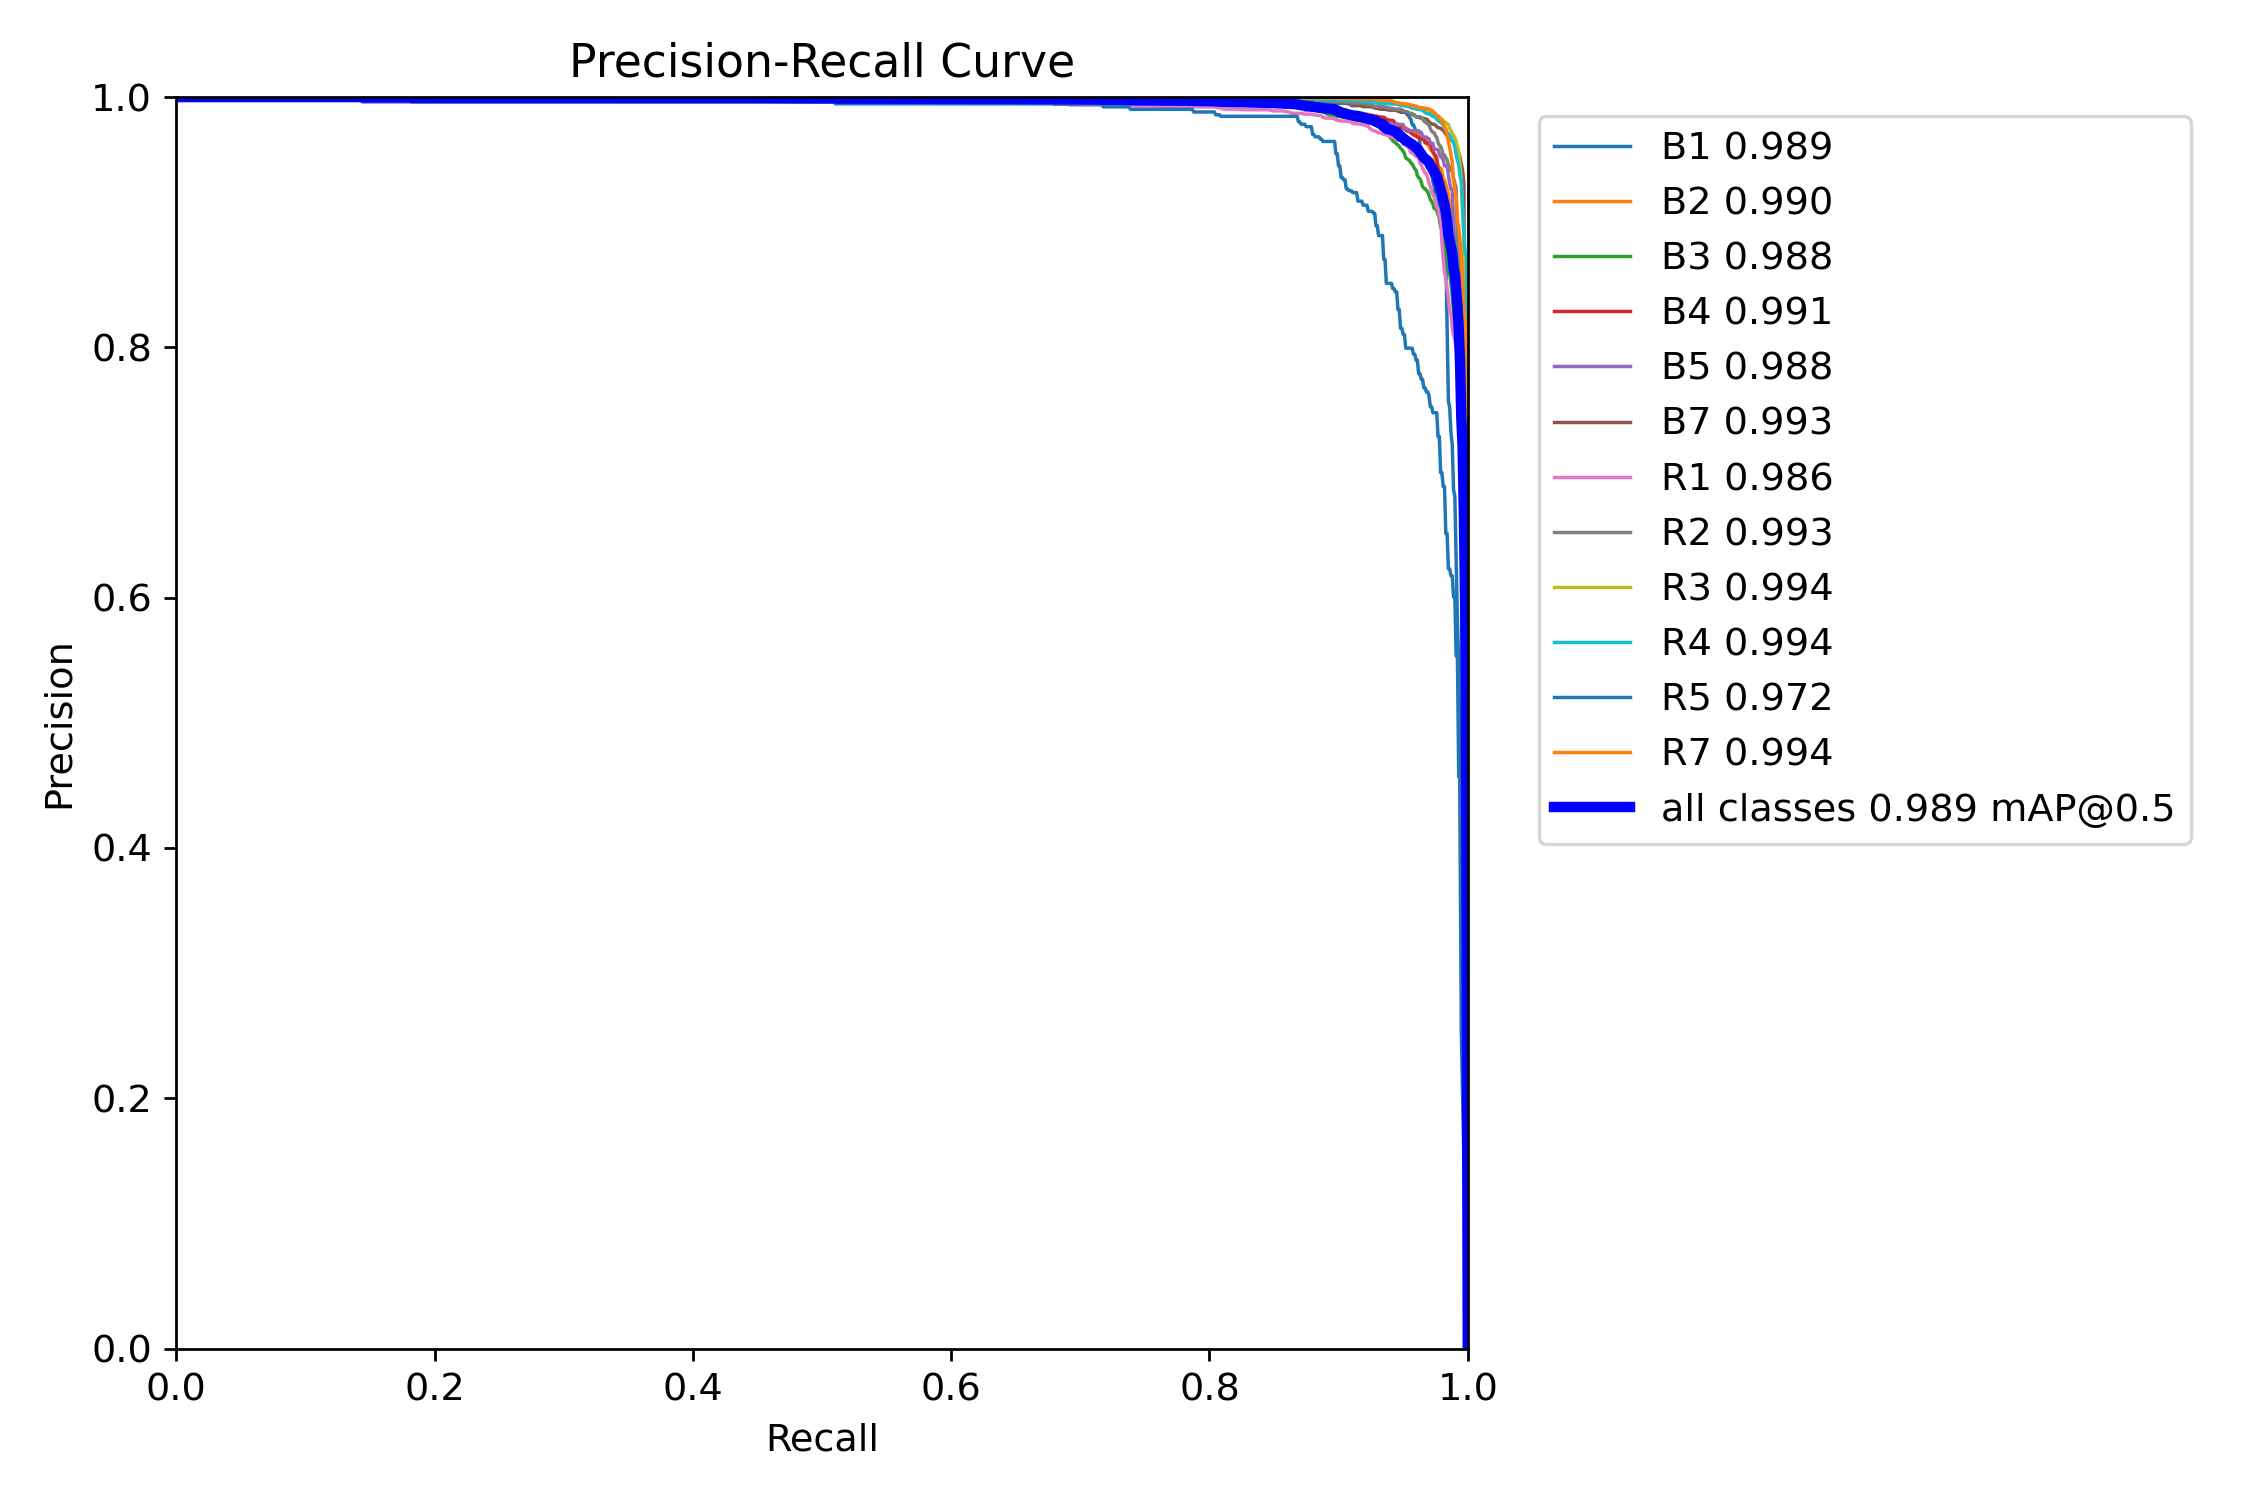 Precision-Recall Curve
1.0
0.8
0.6
0.4
0.2
0.0
Precision
0.0 0.2 0.4 0.6 0.8 1.0
Recall
B1 0.989
B2 0.990
B3 0.988
B4 0.991
B5 0.988
B7 0.993
R1 0.986
R2 0.993
R3 0.994
R4 0.994
R5 0.972
R7 0.994
all classes 0.989 mAP@0.5